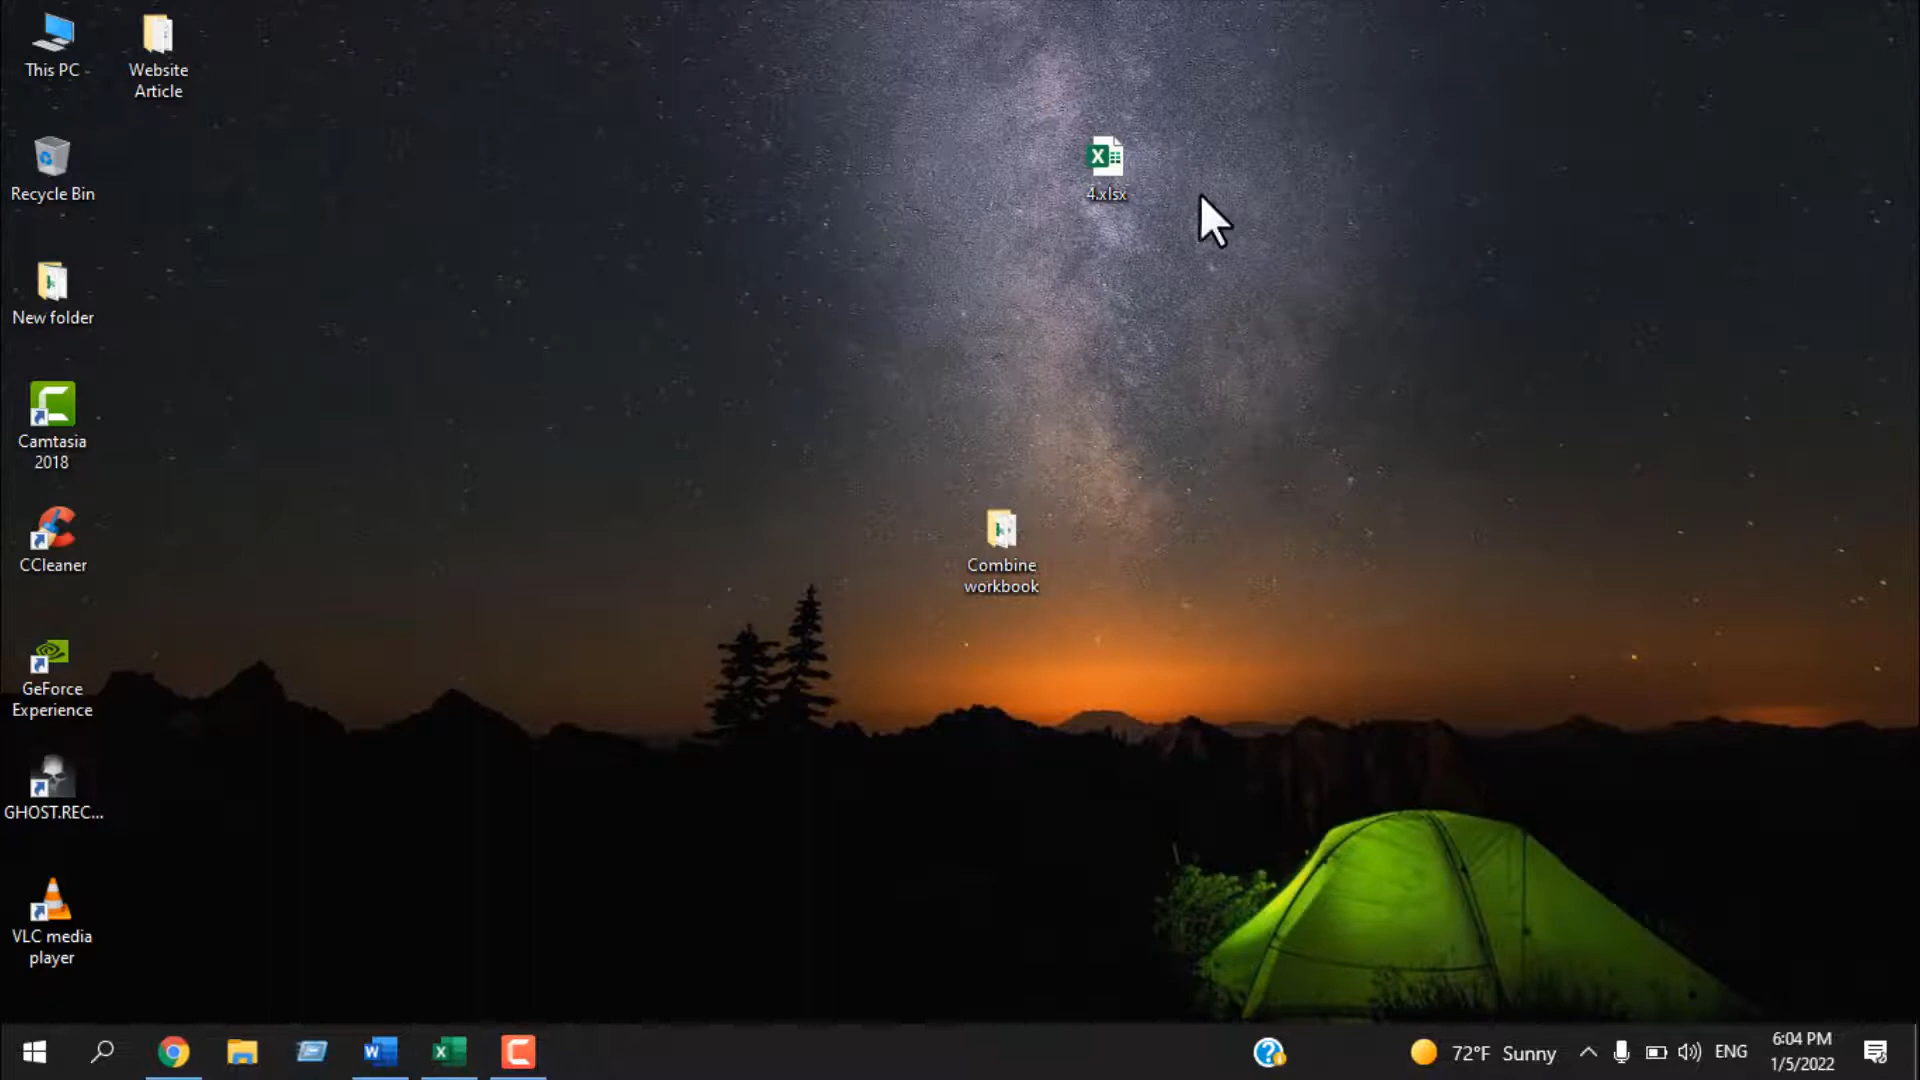 This PC
Website
Article
4.xlsx
Recycle Bin
New folder
Camtasia
2018
CCleaner
Combine
workbook
GeForce
Experience
GHOST.REC...
VLC media
player
72°F Sunny
ENG
6:04 PM
1/5/2022